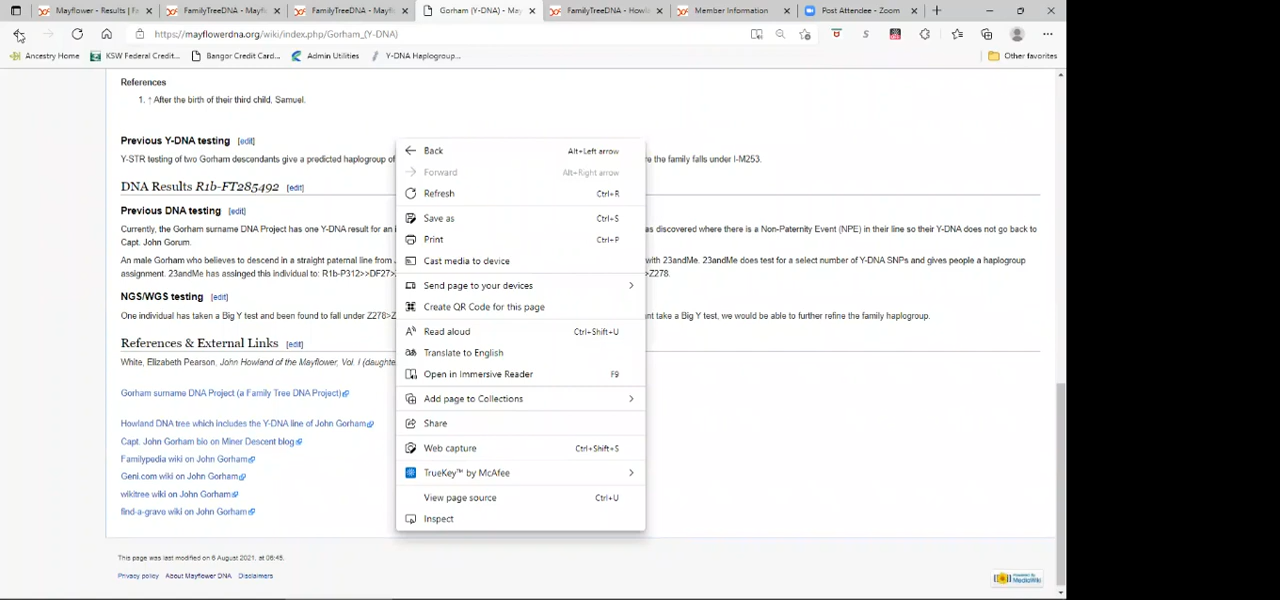 Mayflower - Results | Fa
FamilyTreeDNA - Mayf
FamilyTreeDNA - Mayf
Gorham (Y-DNA) - May
FamilyTreeDNA - Howl
Member Information
Post Attendee - Zoom
https://mayflowerdna.org/wiki/index.php/Gorham_(Y-DNA)
Ancestry Home
KSW Federal Credit...
Bangor Credit Card...
Admin Utilities
Y-DNA Haplogroup...
Other favorites
References
1. ↑ After the birth of their third child, Samuel.
Previous Y-DNA testing [edit]
Y-STR testing of two Gorham descendants give a predicted haplogroup of
the family falls under I-M253.
DNA Results R1b-FT285492 [edit]
Previous DNA testing [edit]
Currently, the Gorham surname DNA Project has one Y-DNA result for an
as discovered where there is a Non-Paternity Event (NPE) in their line so their Y-DNA does not go back to
Capt. John Gorum.
An male Gorham who believes to descend in a straight paternal line from
with 23andMe. 23andMe does test for a select number of Y-DNA SNPs and gives people a haplogroup
assignment. 23andMe has assinged this individual to: R1b-P312>>DF27>
>Z278.
NGS/WGS testing [edit]
One individual has taken a Big Y test and been found to fall under Z278>Z
take a Big Y test, we would be able to further refine the family haplogroup.
References & External Links [edit]
White, Elizabeth Pearson, John Howland of the Mayflower, Vol. I (daughte
Gorham surname DNA Project (a Family Tree DNA Project)
Howland DNA tree which includes the Y-DNA line of John Gorham
Capt. John Gorham bio on Miner Descent blog
Familypedia wiki on John Gorham
Geni.com wiki on John Gorham
wikitree wiki on John Gorham
find-a-grave wiki on John Gorham
Back Alt+Left arrow
Forward Alt+Right arrow
Refresh Ctrl+R
Save as Ctrl+S
Print Ctrl+P
Cast media to device
Send page to your devices
Create QR Code for this page
Read aloud Ctrl+Shift+U
Translate to English
Open in Immersive Reader F9
Add page to Collections
Share
Web capture Ctrl+Shift+S
TrueKey™ by McAfee
View page source Ctrl+U
Inspect
This page was last modified on 6 August 2021, at 06:45.
Privacy policy About Mayflower DNA Disclaimers
Powered By
MediaWiki